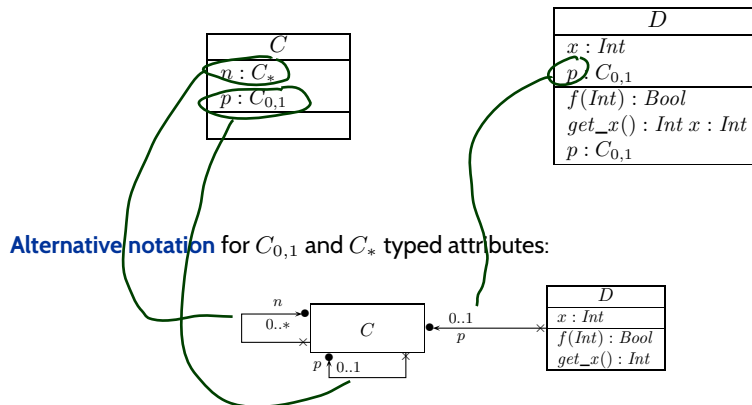 C
n : C_*
p : C_{0,1}
D
x : Int
p : C_{0,1}
f(Int) : Bool
get_x() : Int x : Int
p : C_{0,1}
Alternative notation for C_{0,1} and C_* typed attributes:
n
0..*
C
p
0..1
0..1
p
D
x : Int
f(Int) : Bool
get_x() : Int